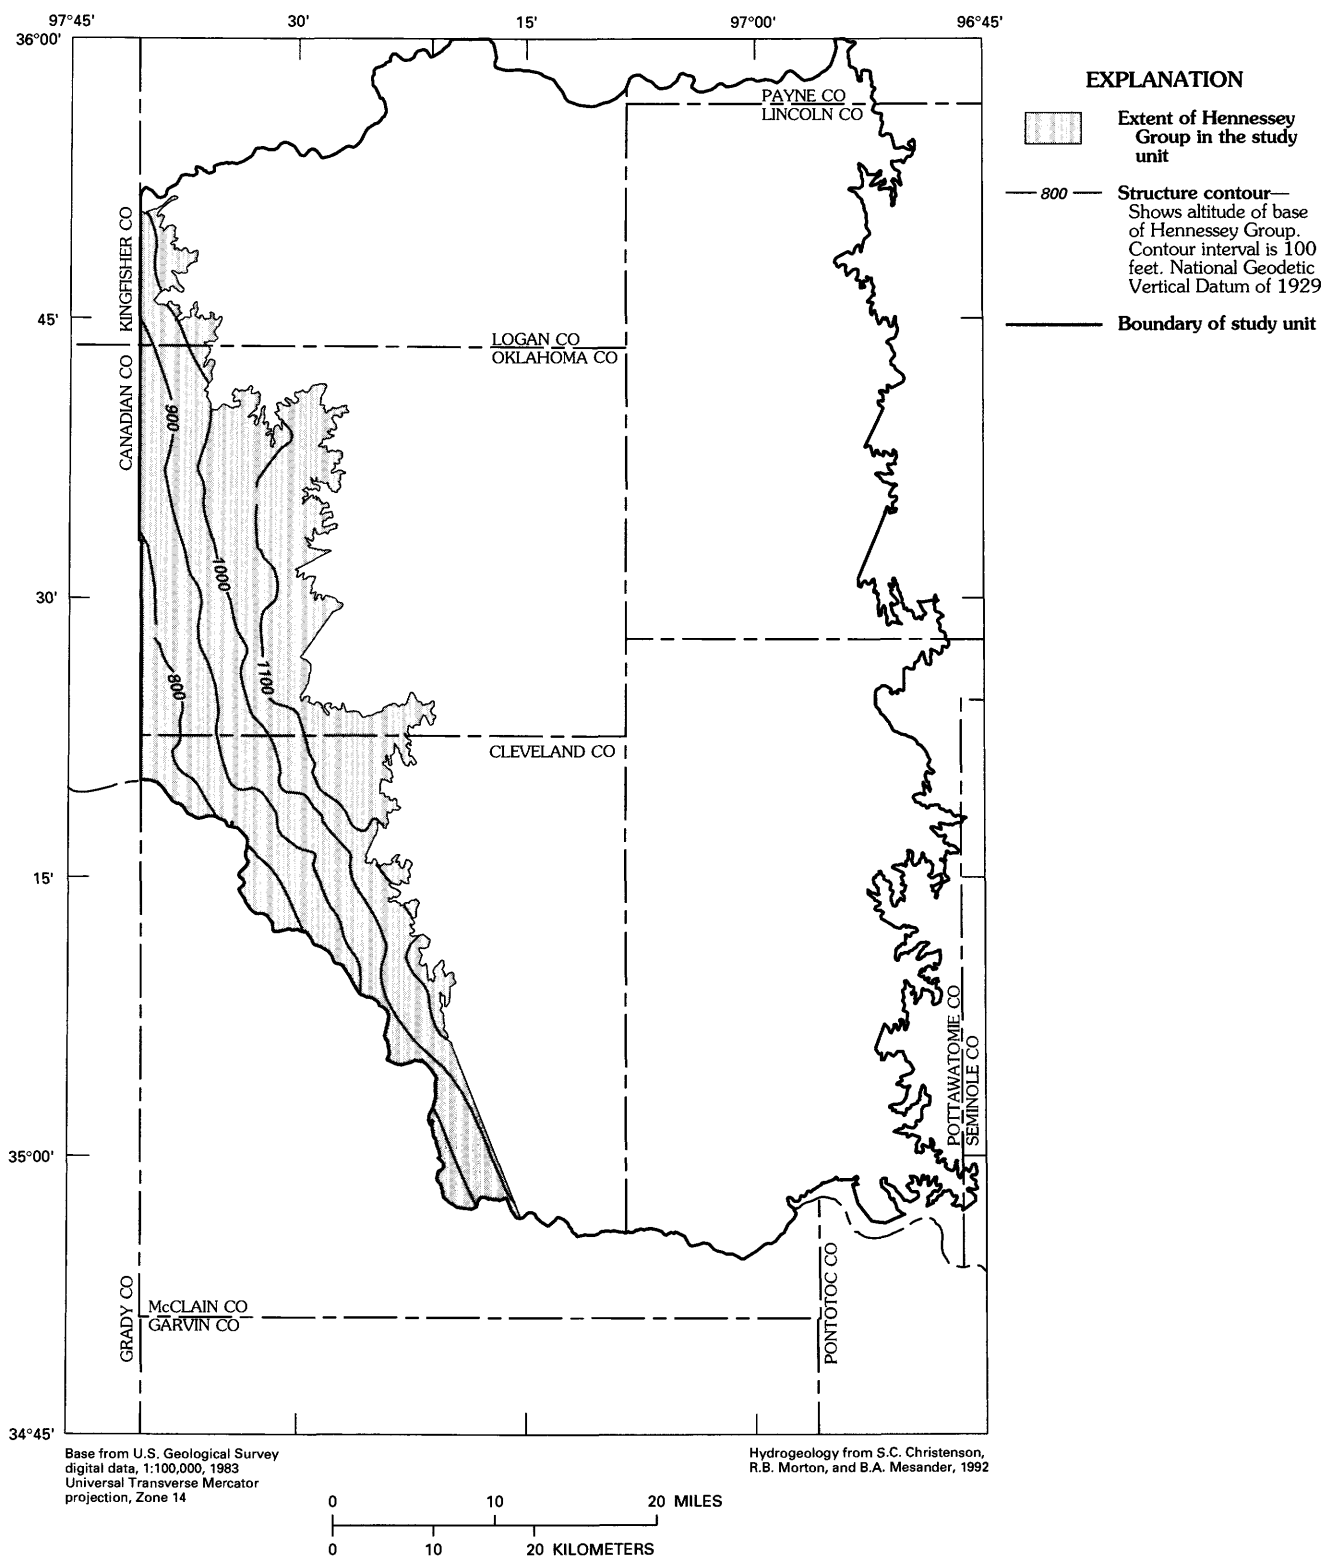 97°45' 30' 15' 97°00' 96°45'
36°00'
EXPLANATION
Extent of Hennessey
Group in the study
unit
800
Structure contour—
Shows altitude of base
of Hennessey Group.
Contour interval is 100
feet. National Geodetic
Vertical Datum of 1929
Boundary of study unit
PAYNE CO
LINCOLN CO
KINGFISHER CO
CANADIAN CO
45'
LOGAN CO
OKLAHOMA CO
900
1000
30'
1100
800
CLEVELAND CO
15'
POTTAWATOMIE CO
SEMINOLE CO
35°00'
GRADY CO
McCLAIN CO
GARVIN CO
PONTOTOC CO
34°45'
Base from U.S. Geological Survey
digital data, 1:100,000, 1983
Universal Transverse Mercator
projection, Zone 14
Hydrogeology from S.C. Christenson,
R.B. Morton, and B.A. Mesander, 1992
0 10 20 MILES
0 10 20 KILOMETERS